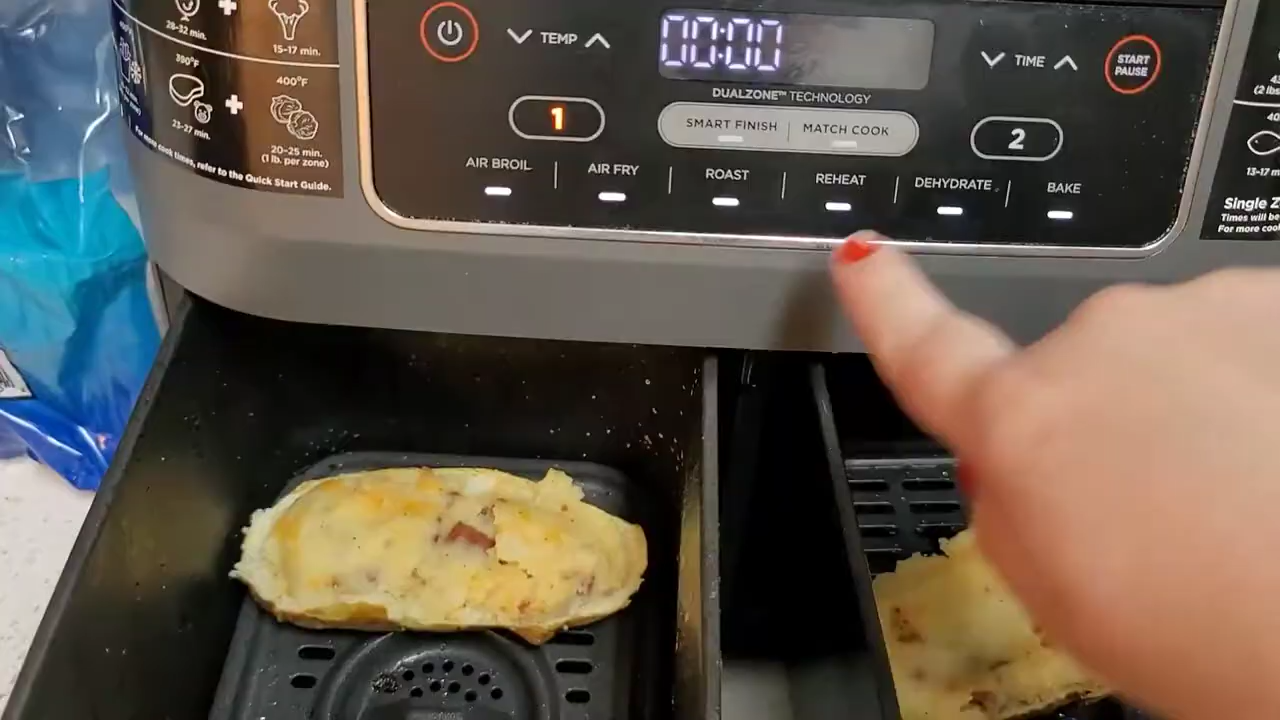 28-32 min.
15-17 min.
390°F
400°F
23-27 min.
20-25 min.
(1 lb. per zone)
For more cook times, refer to the Quick Start Guide.
TEMP
00:00
TIME
START
PAUSE
DUALZONE™ TECHNOLOGY
1
SMART FINISH
MATCH COOK
2
AIR BROIL
AIR FRY
ROAST
REHEAT
DEHYDRATE
BAKE
(2 lbs
13-17 m
Single Z
Times will be
For more cook